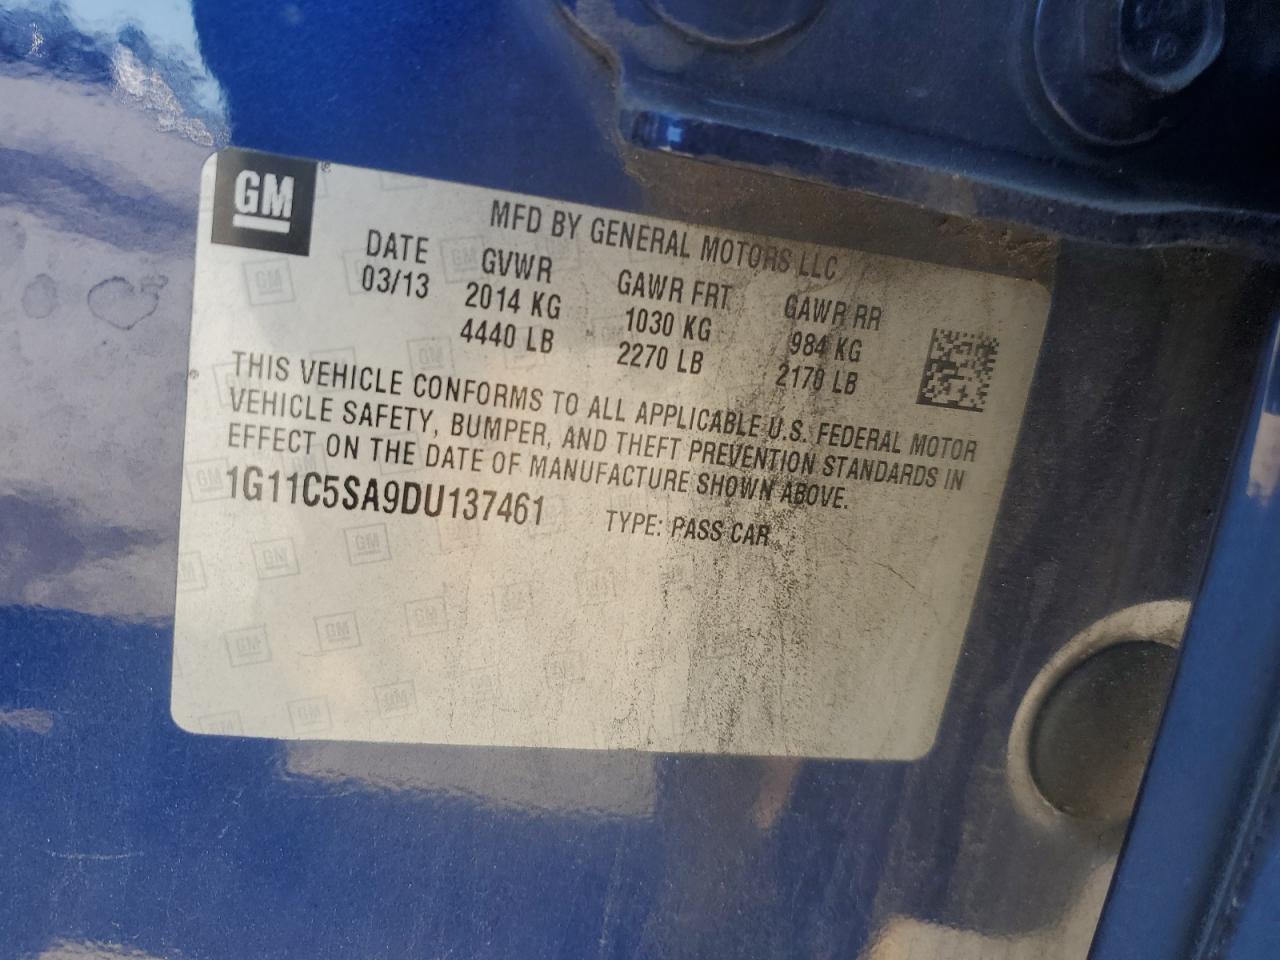 GM
MFD BY GENERAL MOTORS LLC
DATE GVWR GAWR FRT GAWR RR
03/13 2014 KG 1030 KG 984 KG
4440 LB 2270 LB 2170 LB
THIS VEHICLE CONFORMS TO ALL APPLICABLE U.S. FEDERAL MOTOR
VEHICLE SAFETY, BUMPER, AND THEFT PREVENTION STANDARDS IN
EFFECT ON THE DATE OF MANUFACTURE SHOWN ABOVE.
1G11C5SA9DU137461 TYPE: PASS CAR